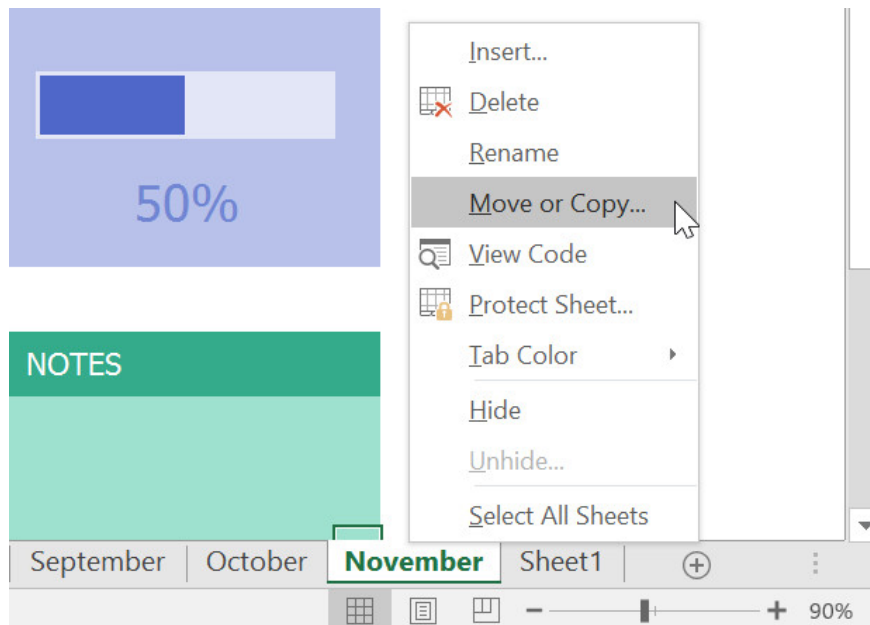 50%
NOTES
Insert...
Delete
Rename
Move or Copy...
View Code
Protect Sheet...
Tab Color
Hide
Unhide...
Select All Sheets
September October November Sheet1
90%